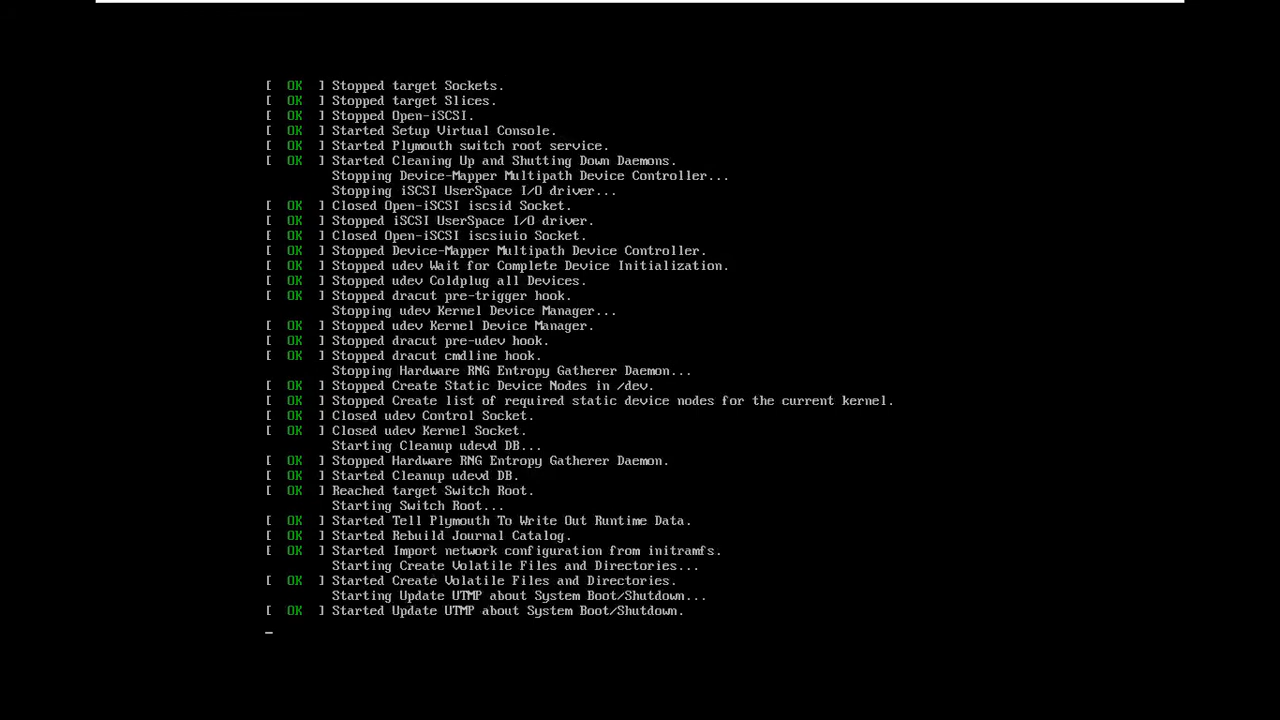 [  OK  ] Stopped target Sockets.
[  OK  ] Stopped target Slices.
[  OK  ] Stopped Open-iSCSI.
[  OK  ] Started Setup Virtual Console.
[  OK  ] Started Plymouth switch root service.
[  OK  ] Started Cleaning Up and Shutting Down Daemons.
Stopping Device-Mapper Multipath Device Controller...
Stopping iSCSI UserSpace I/O driver...
[  OK  ] Closed Open-iSCSI iscsid Socket.
[  OK  ] Stopped iSCSI UserSpace I/O driver.
[  OK  ] Closed Open-iSCSI iscsiuio Socket.
[  OK  ] Stopped Device-Mapper Multipath Device Controller.
[  OK  ] Stopped udev Wait for Complete Device Initialization.
[  OK  ] Stopped udev Coldplug all Devices.
[  OK  ] Stopped dracut pre-trigger hook.
Stopping udev Kernel Device Manager...
[  OK  ] Stopped udev Kernel Device Manager.
[  OK  ] Stopped dracut pre-udev hook.
[  OK  ] Stopped dracut cmdline hook.
Stopping Hardware RNG Entropy Gatherer Daemon...
[  OK  ] Stopped Create Static Device Nodes in /dev.
[  OK  ] Stopped Create list of required static device nodes for the current kernel.
[  OK  ] Closed udev Control Socket.
[  OK  ] Closed udev Kernel Socket.
Starting Cleanup udevd DB...
[  OK  ] Stopped Hardware RNG Entropy Gatherer Daemon.
[  OK  ] Started Cleanup udevd DB.
[  OK  ] Reached target Switch Root.
Starting Switch Root...
[  OK  ] Started Tell Plymouth To Write Out Runtime Data.
[  OK  ] Started Rebuild Journal Catalog.
[  OK  ] Started Import network configuration from initramfs.
Starting Create Volatile Files and Directories...
[  OK  ] Started Create Volatile Files and Directories.
Starting Update UTMP about System Boot/Shutdown...
[  OK  ] Started Update UTMP about System Boot/Shutdown.